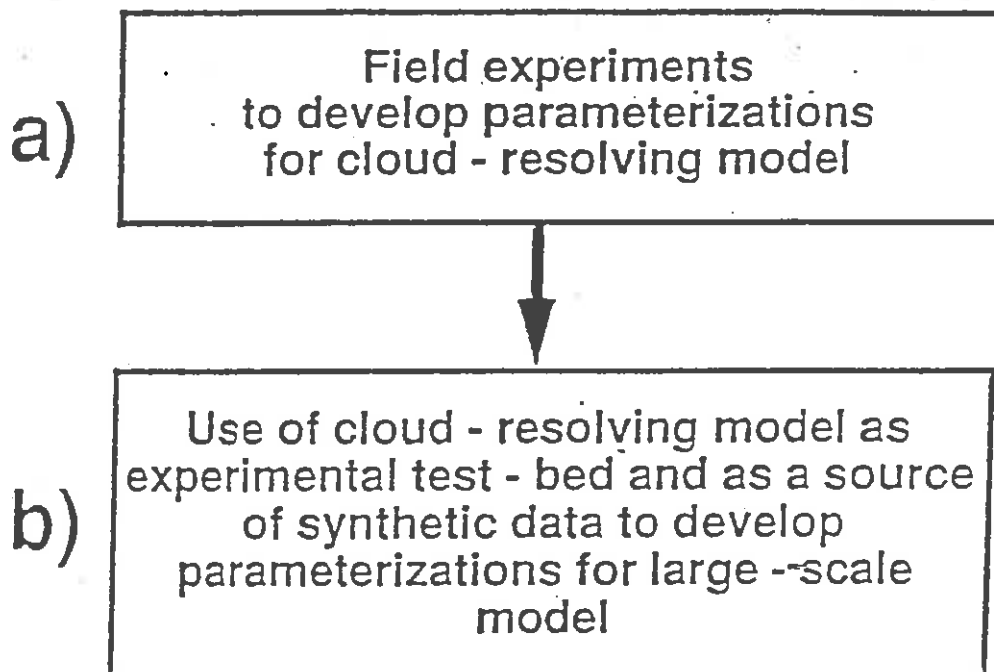 a)
Field experiments
to develop parameterizations
for cloud - resolving model
b)
Use of cloud - resolving model as
experimental test - bed and as a source
of synthetic data to develop
parameterizations for large - scale
model